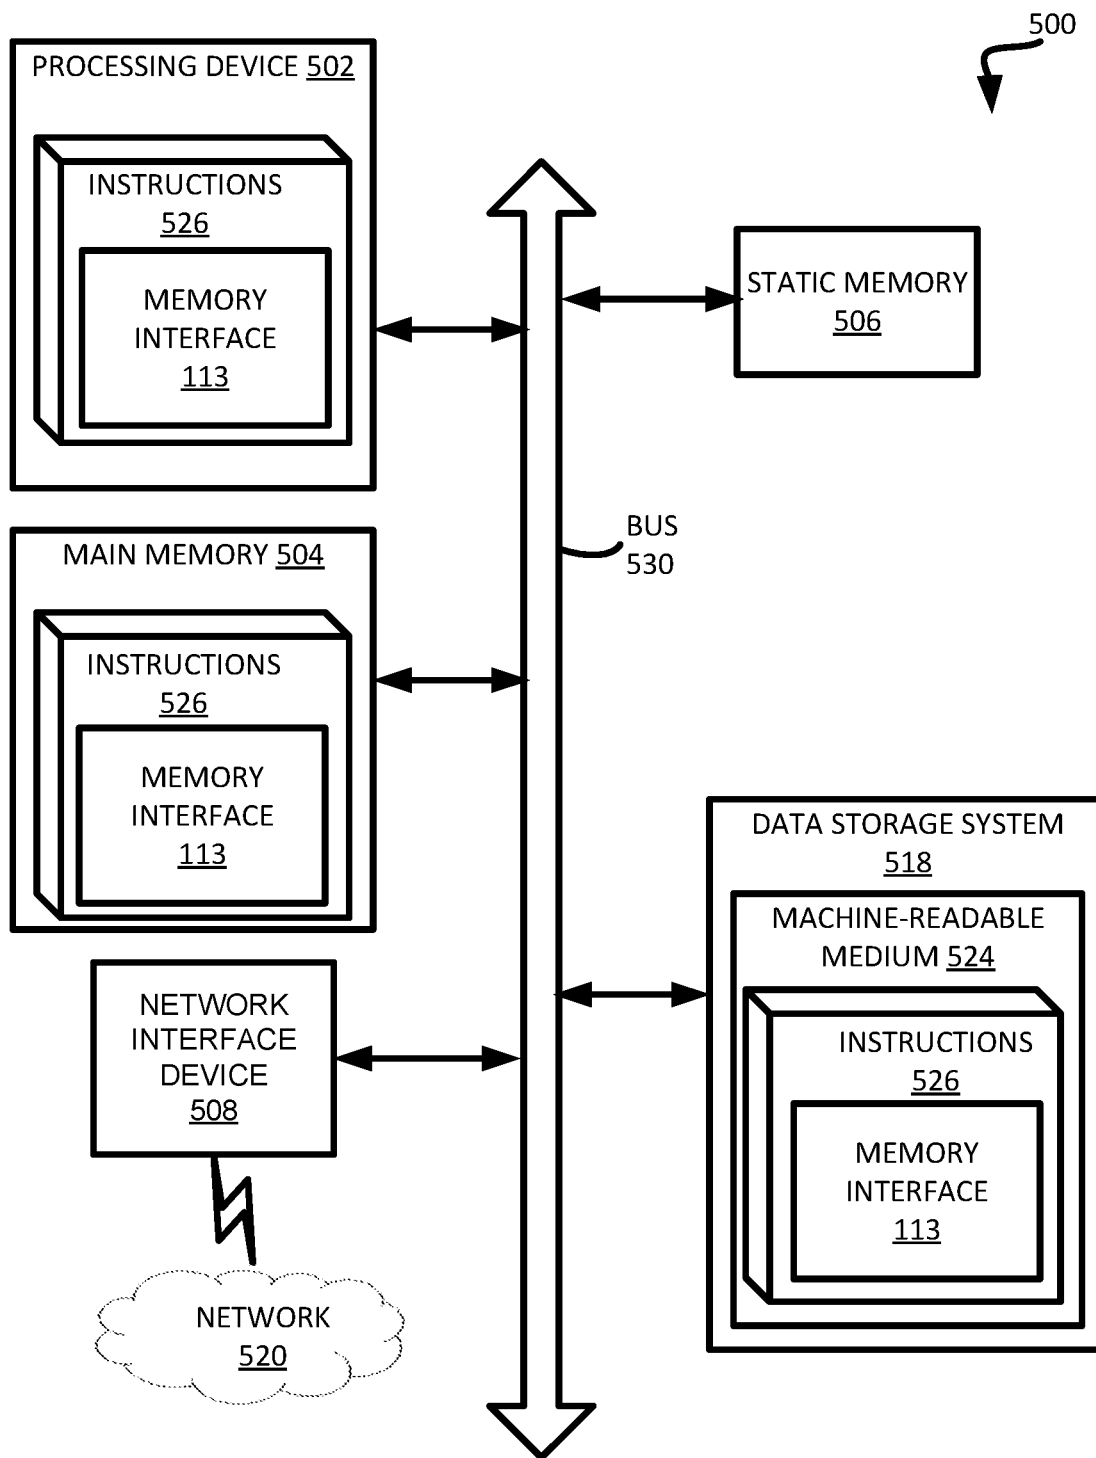 500
PROCESSING DEVICE 502
INSTRUCTIONS
526
MEMORY
INTERFACE
113
STATIC MEMORY
506
BUS
530
MAIN MEMORY 504
INSTRUCTIONS
526
MEMORY
INTERFACE
113
DATA STORAGE SYSTEM
518
MACHINE-READABLE
MEDIUM 524
INSTRUCTIONS
526
MEMORY
INTERFACE
113
NETWORK
INTERFACE
DEVICE
508
NETWORK
520